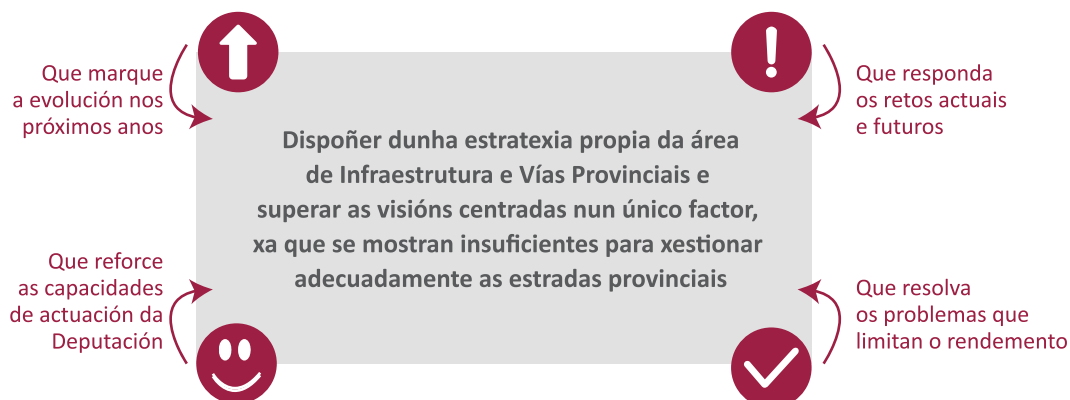 Que marque
a evolución nos
próximos anos
Que responda
os retos actuais
e futuros
Dispoñer dunha estratexia propia da área
de Infraestrutura e Vías Provinciais e
superar as visións centradas nun único factor,
xa que se mostran insuficientes para xestionar
adecuadamente as estradas provinciais
Que reforce
as capacidades
de actuación da
Deputación
Que resolva
os problemas que
limitan o rendemento